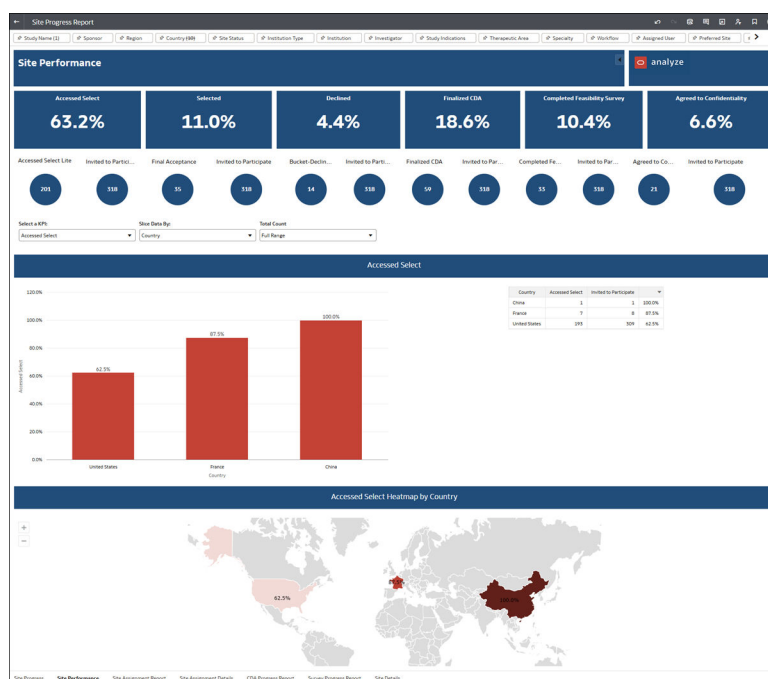 ← Site Progress Report
Study Name (1) Sponsor Region Country (10) Site Status Institution Type Institution Investigator Study Indications Therapeutic Area Specialty Workflow Assigned User Preferred Site
Site Performance
analyze
Accessed Select Selected Declined Finalized CDA Completed Feasibility Survey Agreed to Confidentiality
63.2% 11.0% 4.4% 18.6% 10.4% 6.6%
Accessed Select Lite Invited to Partici... Final Acceptance Invited to Participate Bucket-Declin... Invited to Parti... Finalized CDA Invited to Par... Completed Fe... Invited to Par... Agreed to Co... Invited to Participate
201 318 35 318 14 318 59 318 33 318 21 318
Select a KPI: Slice Data By: Total Count
Accessed Select Country Full Range
Accessed Select
Country Accessed Select Invited to Participate
China 1 1 100.0%
France 7 8 87.5%
United States 193 309 62.5%
120.0%
100.0%
80.0%
60.0%
40.0%
20.0%
0.0%
Accessed Select
62.5% 87.5% 100.0%
United States France China
Country
Accessed Select Heatmap by Country
+
−
62.5% 87.5% 100.0%
Site Progress Site Performance Site Assignment Report Site Assignment Details CDA Progress Report Survey Progress Report Site Details